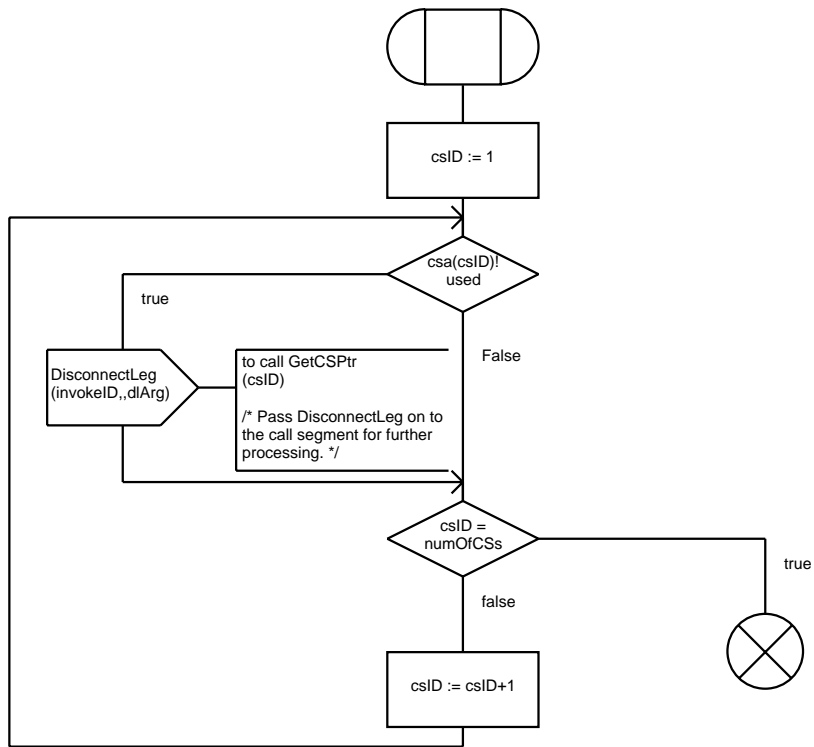 csID := 1
csa(csID)!
used
true
False
DisconnectLeg
(invokeID,,dlArg)
to call GetCSPtr
(csID)
/* Pass DisconnectLeg on to
the call segment for further
processing. */
csID =
numOfCSs
true
false
csID := csID+1